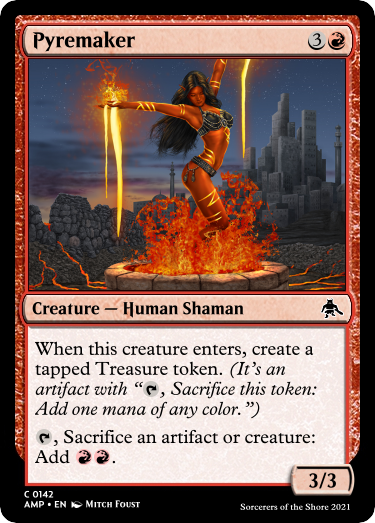 Pyremaker 3
Creature — Human Shaman
When this creature enters, create a
tapped Treasure token. (It's an
artifact with “, Sacrifice this token:
Add one mana of any color.”)
, Sacrifice an artifact or creature:
Add .
3/3
C 0142
AMP • EN Mitch Foust
Sorcerers of the Shore 2021